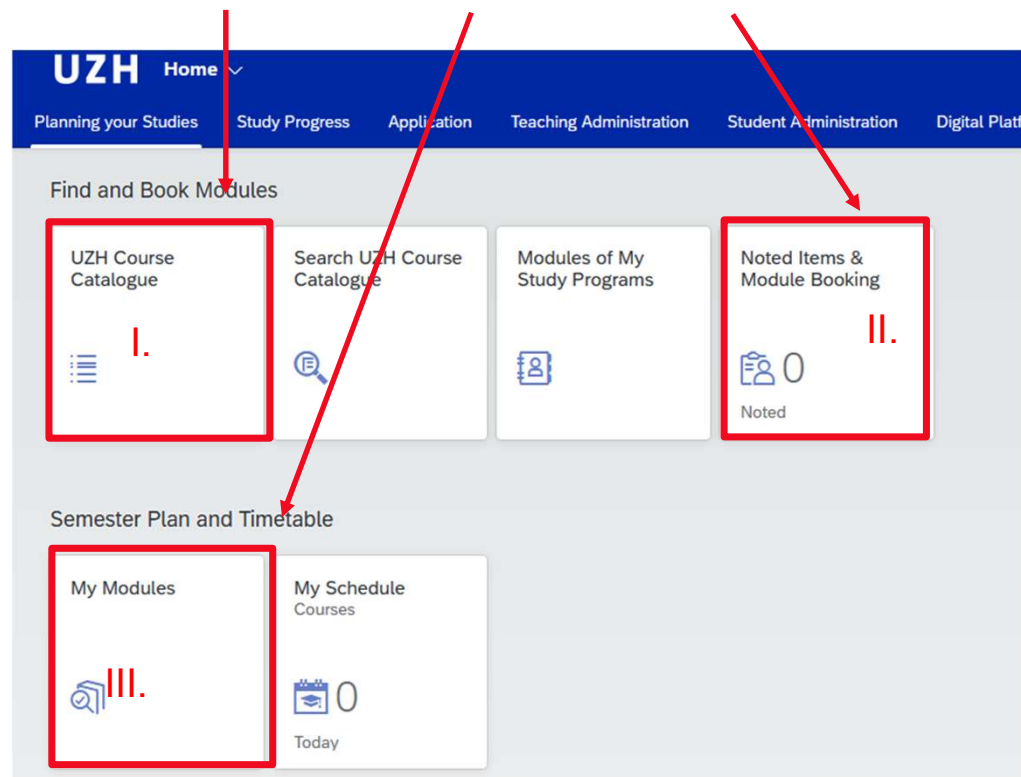 UZH Home
Planning your Studies Study Progress Application Teaching Administration Student Administration Digital Platf
Find and Book Modules
UZH Course
Catalogue
I.
Search UZH Course
Catalogue
Modules of My
Study Programs
Noted Items &
Module Booking
II.
0
Noted
Semester Plan and Timetable
My Modules
III.
My Schedule
Courses
0
Today